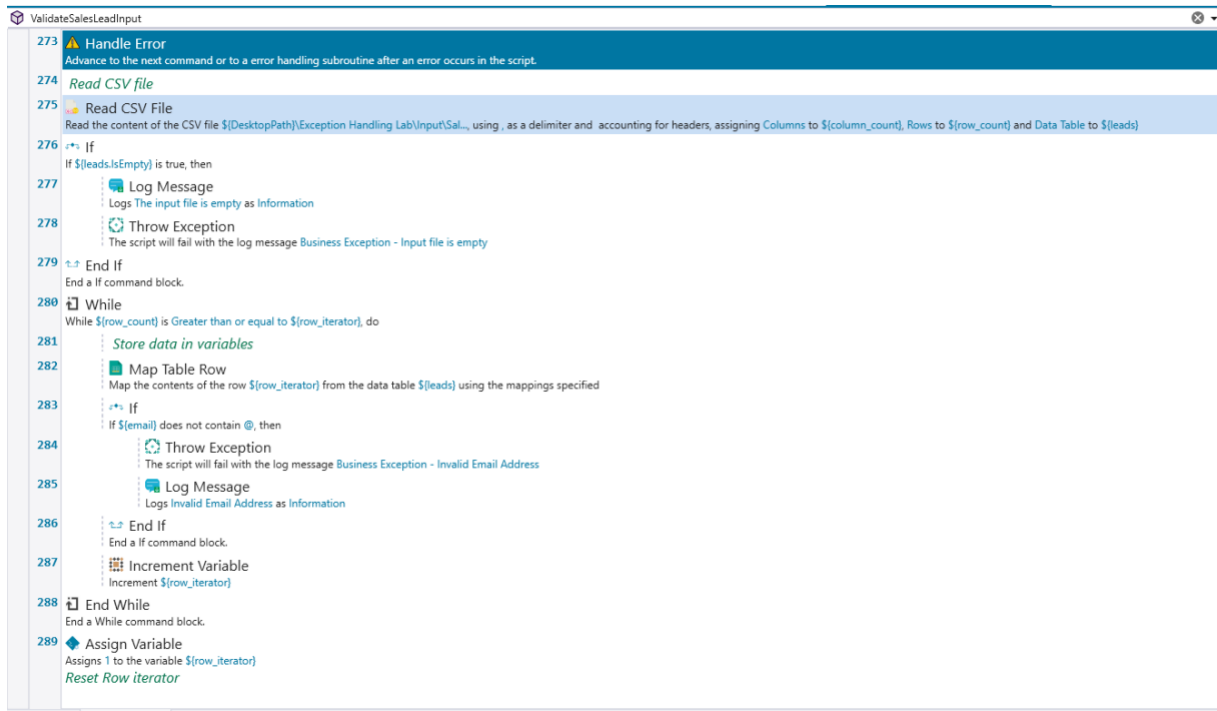 ValidateSalesLeadInput
273 Handle Error
Advance to the next command or to a error handling subroutine after an error occurs in the script.
274 Read CSV file
275 Read CSV File
Read the content of the CSV file ${DesktopPath}\Exception Handling Lab\Input\Sal..., using , as a delimiter and accounting for headers, assigning Columns to ${column_count}, Rows to ${row_count} and Data Table to ${leads}
276 If
If ${leads.IsEmpty} is true, then
277 Log Message
Logs The input file is empty as Information
278 Throw Exception
The script will fail with the log message Business Exception - Input file is empty
279 End If
End a If command block.
280 While
While ${row_count} is Greater than or equal to ${row_iterator}, do
281 Store data in variables
282 Map Table Row
Map the contents of the row ${row_iterator} from the data table ${leads} using the mappings specified
283 If
If ${email} does not contain @, then
284 Throw Exception
The script will fail with the log message Business Exception - Invalid Email Address
285 Log Message
Logs Invalid Email Address as Information
286 End If
End a If command block.
287 Increment Variable
Increment ${row_iterator}
288 End While
End a While command block.
289 Assign Variable
Assigns 1 to the variable ${row_iterator}
Reset Row iterator